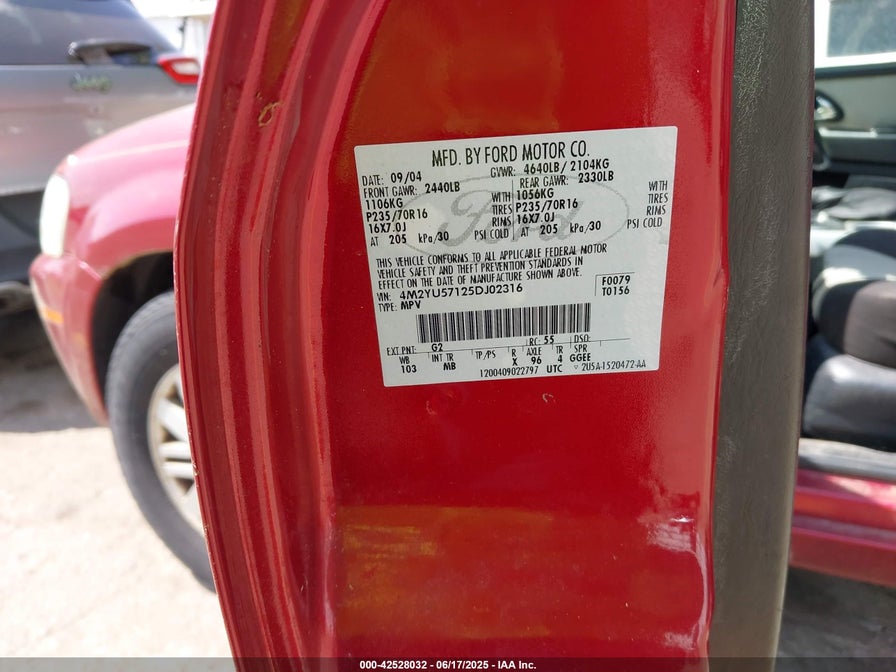 Jeep
MFD. BY FORD MOTOR CO.
DATE: 09/04 GVWR: 4640LB/ 2104KG
FRONT GAWR: 2440LB REAR GAWR: 2330LB
1106KG WITH 1056KG WITH
P235/70R16 TIRES P235/70R16 TIRES
16X7.0J RIMS 16X7.0J RIMS
AT 205 kPa/30 PSI COLD AT 205 kPa/30 PSI COLD
Ford
THIS VEHICLE CONFORMS TO ALL APPLICABLE FEDERAL MOTOR
VEHICLE SAFETY AND THEFT PREVENTION STANDARDS IN
EFFECT ON THE DATE OF MANUFACTURE SHOWN ABOVE.
VIN: 4M2YU57125DJ02316 F0079
TYPE: MPV T0156
EXT PNT: G2 RC: 55 DSO:
WB INT TR TP/PS R AXLE TR SPR
103 MB X 96 4 GGEE
1200409022797 UTC ▽ 2U5A-1520472-AA
000-42528032 - 06/17/2025 - IAA Inc.